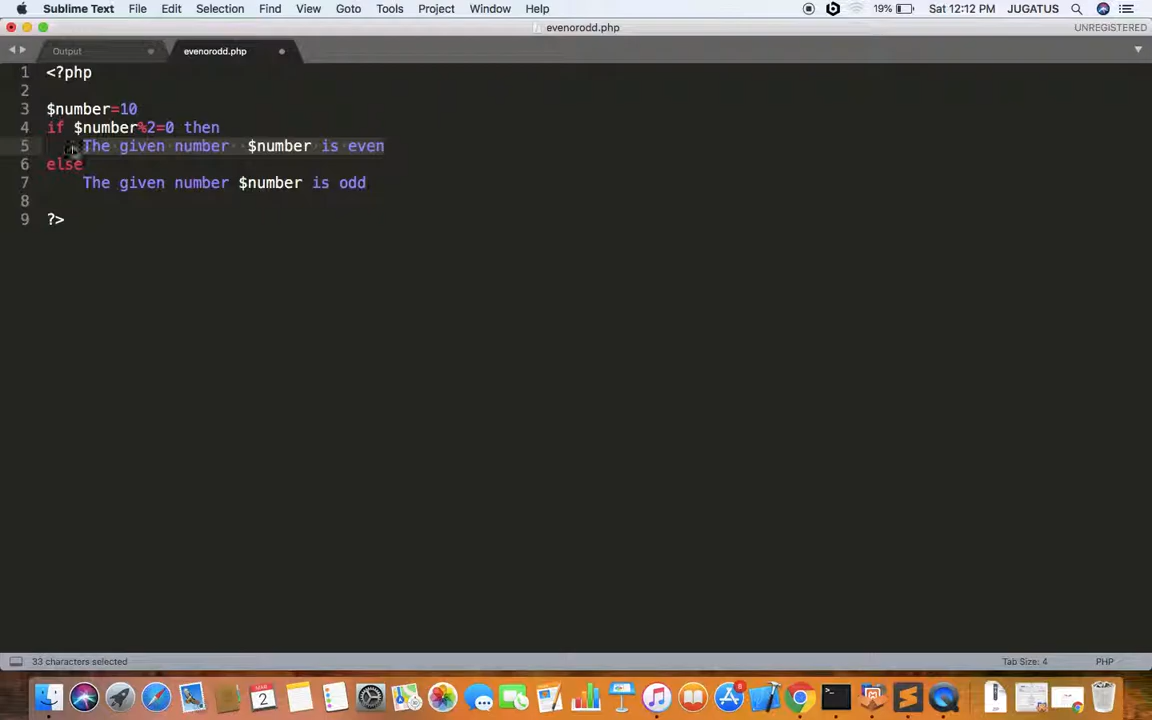 Sublime Text File Edit Selection Find View Goto Tools Project Window Help 19% Sat 12:12 PM JUGATUS
evenorodd.php UNREGISTERED
Output evenorodd.php
1 <?php
2
3 $number=10
4 if $number%2=0 then
5 The given number  $number is even
6 else
7 The given number $number is odd
8
9 ?>
33 characters selected Tab Size: 4 PHP